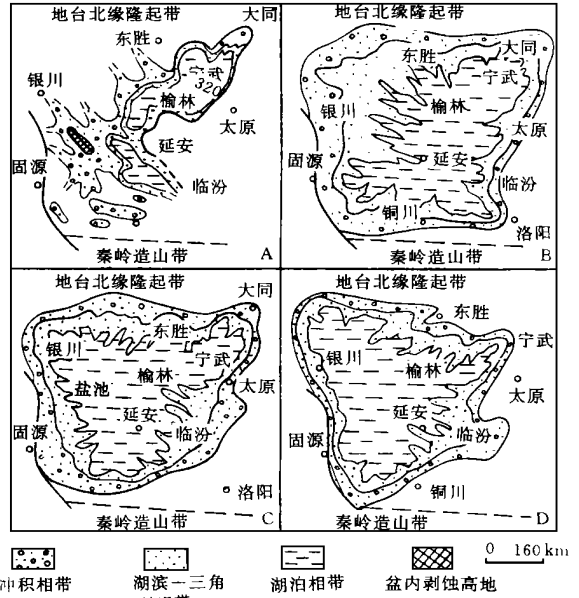 地台北缘隆起带
大同
东胜
银川
宁武
320
榆林
太原
延安
固源
临汾
秦岭造山带
A
地台北缘隆起带
大同
东胜
宁武
银川
榆林
太原
延安
固源
临汾
铜川
洛阳
秦岭造山带
B
地台北缘隆起带
大同
东胜
银川
宁武
榆林
盐池
太原
延安
固源
临汾
洛阳
秦岭造山带
C
地台北缘隆起带
东胜
宁武
银川
榆林
太原
延安
固源
临汾
铜川
秦岭造山带
D
0 160km
冲积相带
湖滨—三角
湖泊相带
盆内剥蚀高地